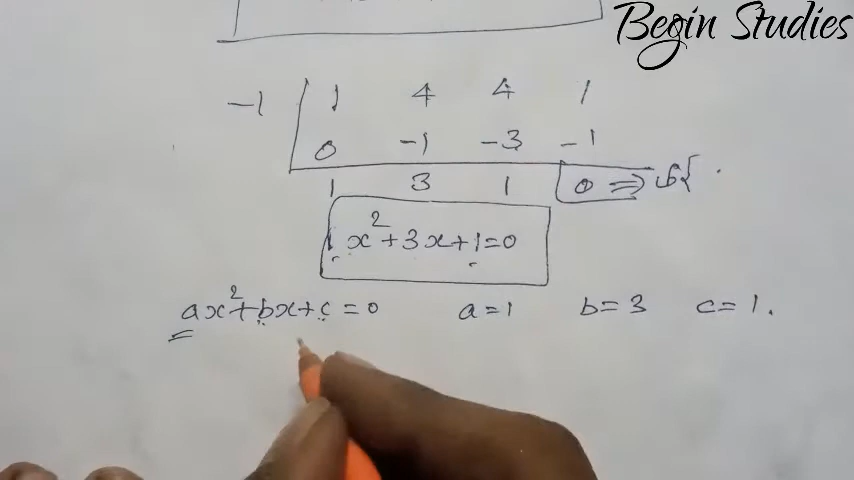 Begin Studies
-1 1 4 4 1
0 -1 -3 -1
1 3 1 0 ⇒ மீதி
1x²+3x+1=0
ax²+bx+c=0 a=1 b=3 c=1.